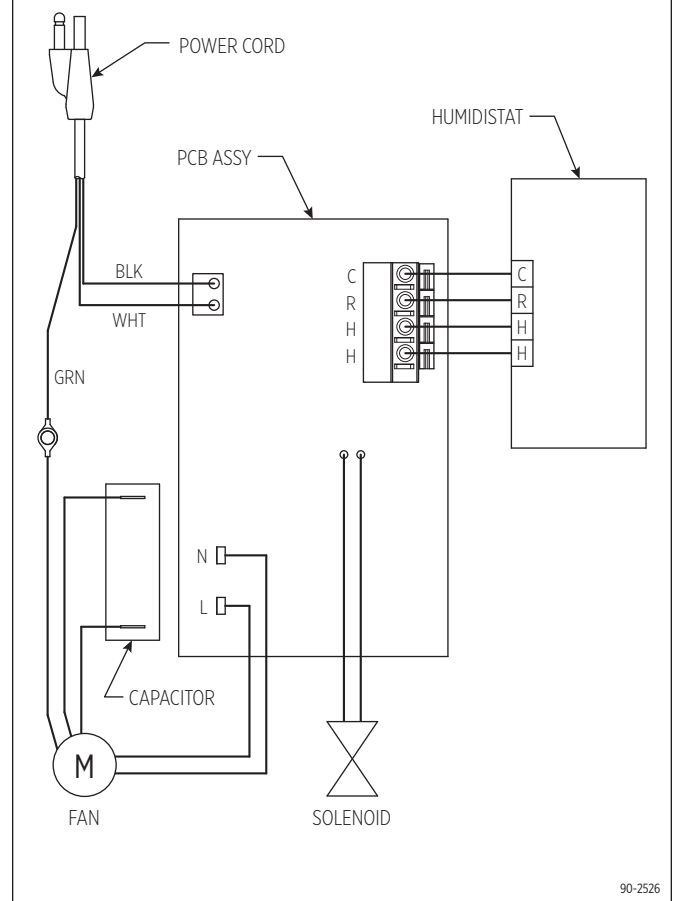 POWER CORD
HUMIDISTAT
PCB ASSY
BLK
WHT
GRN
C
R
H
H
C
R
H
H
N
L
CAPACITOR
M
FAN
SOLENOID
90-2526